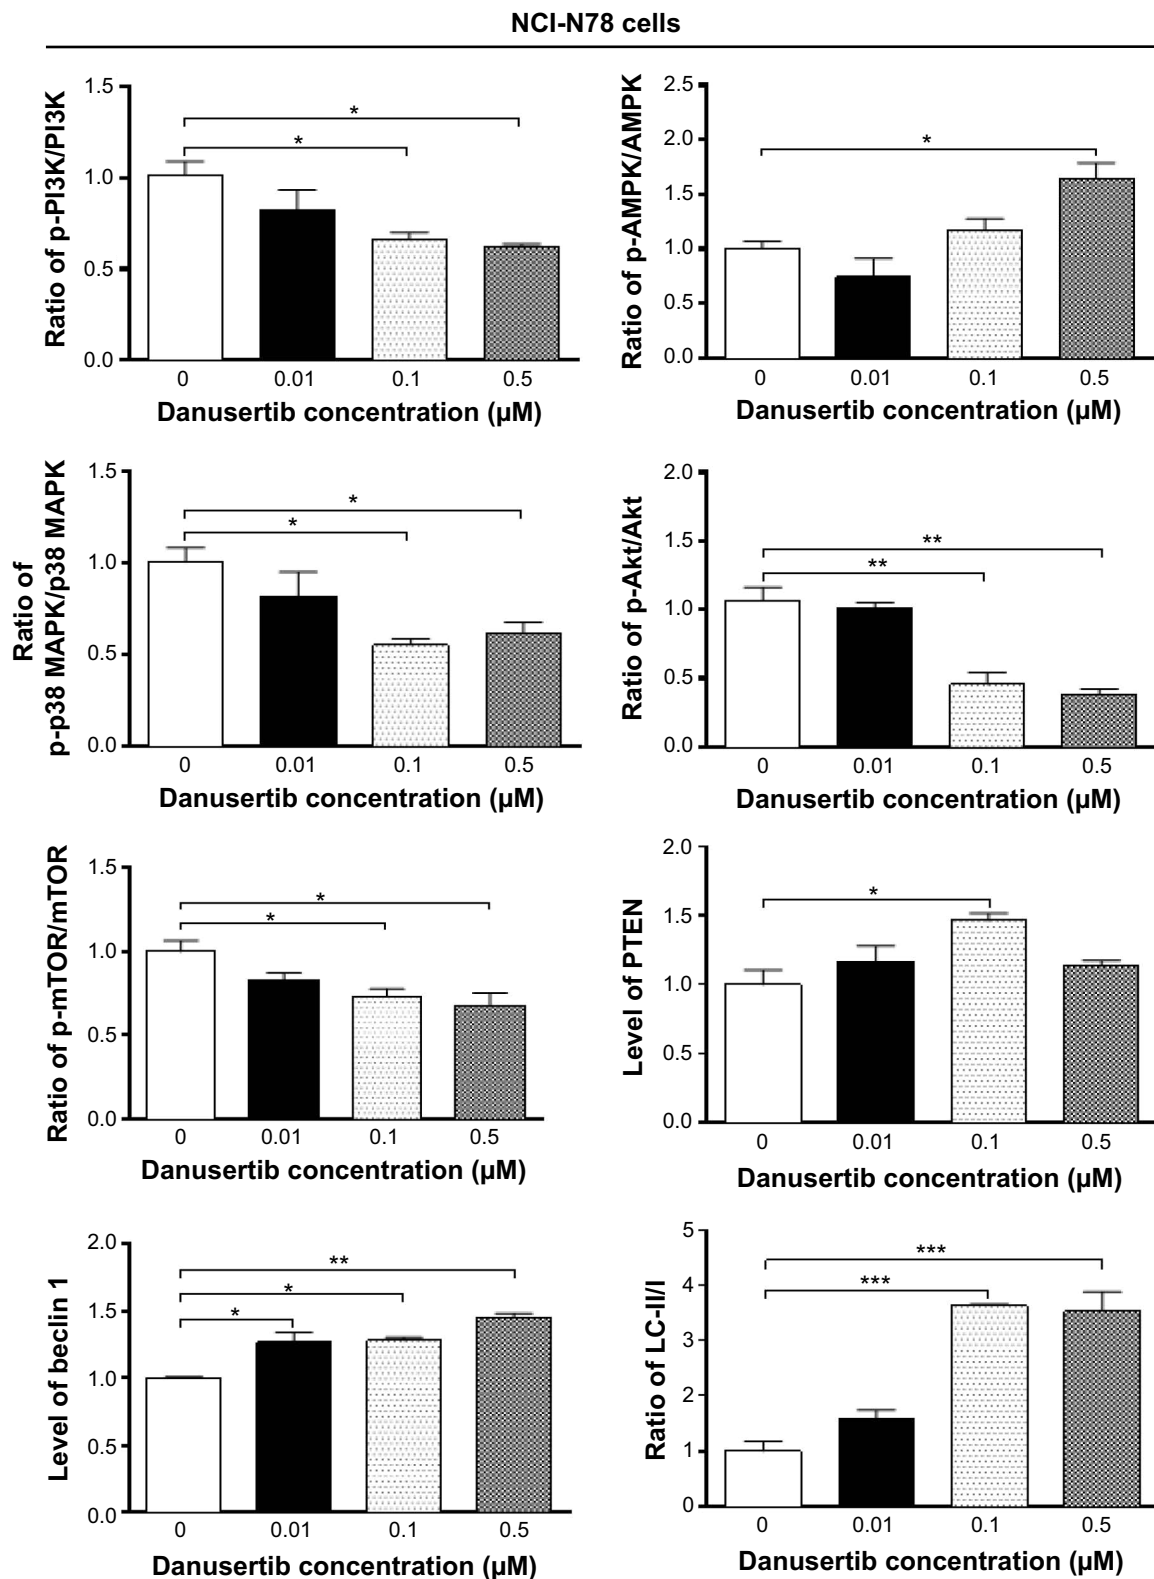 NCI-N78 cells
Ratio of p-PI3K/PI3K
1.5
1.0
0.5
0.0
*
*
0 0.01 0.1 0.5
Danusertib concentration (µM)
Ratio of p-AMPK/AMPK
2.5
2.0
1.5
1.0
0.5
0.0
*
0 0.01 0.1 0.5
Danusertib concentration (µM)
Ratio of
p-p38 MAPK/p38 MAPK
1.5
1.0
0.5
0.0
*
*
0 0.01 0.1 0.5
Danusertib concentration (µM)
Ratio of p-Akt/Akt
2.0
1.5
1.0
0.5
0.0
**
**
0 0.01 0.1 0.5
Danusertib concentration (µM)
Ratio of p-mTOR/mTOR
1.5
1.0
0.5
0.0
*
*
0 0.01 0.1 0.5
Danusertib concentration (µM)
Level of PTEN
2.0
1.5
1.0
0.5
0.0
*
0 0.01 0.1 0.5
Danusertib concentration (µM)
Level of beclin 1
2.0
1.5
1.0
0.5
0.0
**
*
*
0 0.01 0.1 0.5
Danusertib concentration (µM)
Ratio of LC-II/I
5
4
3
2
1
0
***
***
0 0.01 0.1 0.5
Danusertib concentration (µM)